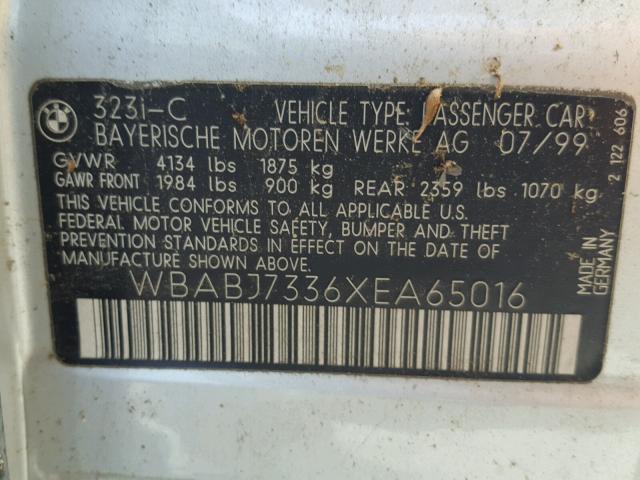 BMW
323i-C VEHICLE TYPE: PASSENGER CAR
BAYERISCHE MOTOREN WERKE AG 07/99
GVWR 4134 lbs 1875 kg
GAWR FRONT 1984 lbs 900 kg REAR 2359 lbs 1070 kg
THIS VEHICLE CONFORMS TO ALL APPLICABLE U.S.
FEDERAL MOTOR VEHICLE SAFETY, BUMPER AND THEFT
PREVENTION STANDARDS IN EFFECT ON THE DATE OF
MANUFACTURE SHOWN ABOVE.
WBABJ7336XEA65016
MADE IN
GERMANY
2 122 606